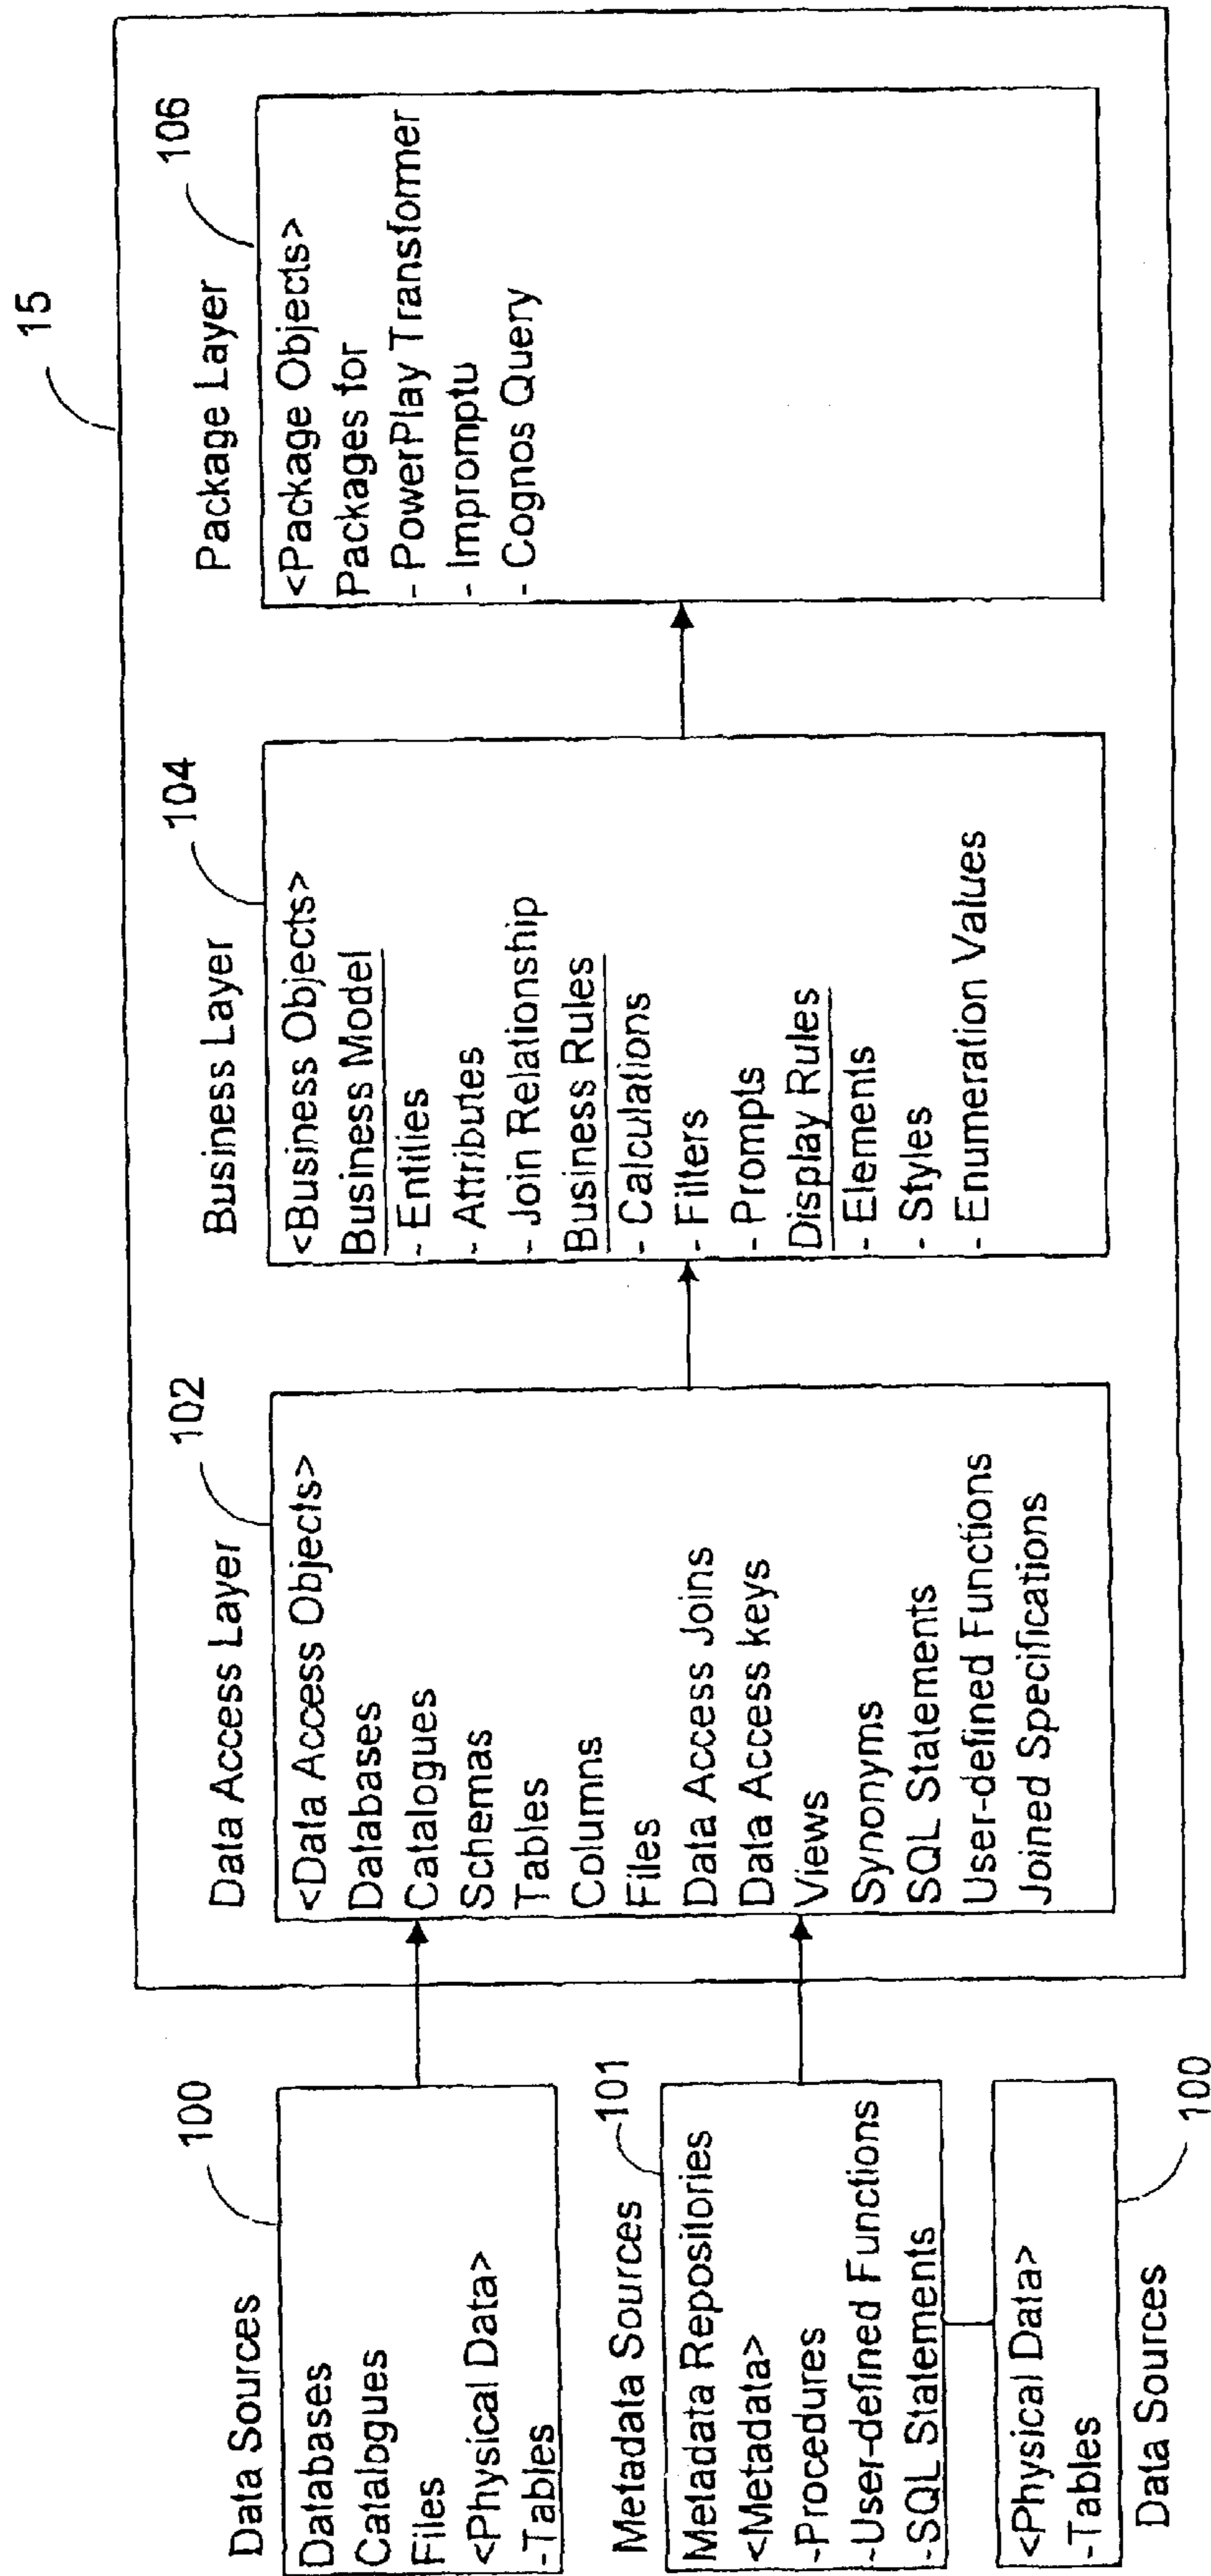 15
Data Sources
100
Databases
Catalogues
Files
<Physical Data>
-Tables
Metadata Sources
101
Metadata Repositories
<Metadata>
-Procedures
-User-defined Functions
-SQL Statements
<Physical Data>
-Tables
Data Sources
100
Data Access Layer
102
<Data Access Objects>
Databases
Catalogues
Schemas
Tables
Columns
Files
Data Access Joins
Data Access keys
Views
Synonyms
SQL Statements
User-defined Functions
Joined Specifications
Business Layer
104
<Business Objects>
Business Model
- Entities
- Attributes
- Join Relationship
Business Rules
- Calculations
- Filters
- Prompts
Display Rules
- Elements
- Styles
- Enumeration Values
Package Layer
106
<Package Objects>
Packages for
- PowerPlay Transformer
- Impromptu
- Cognos Query